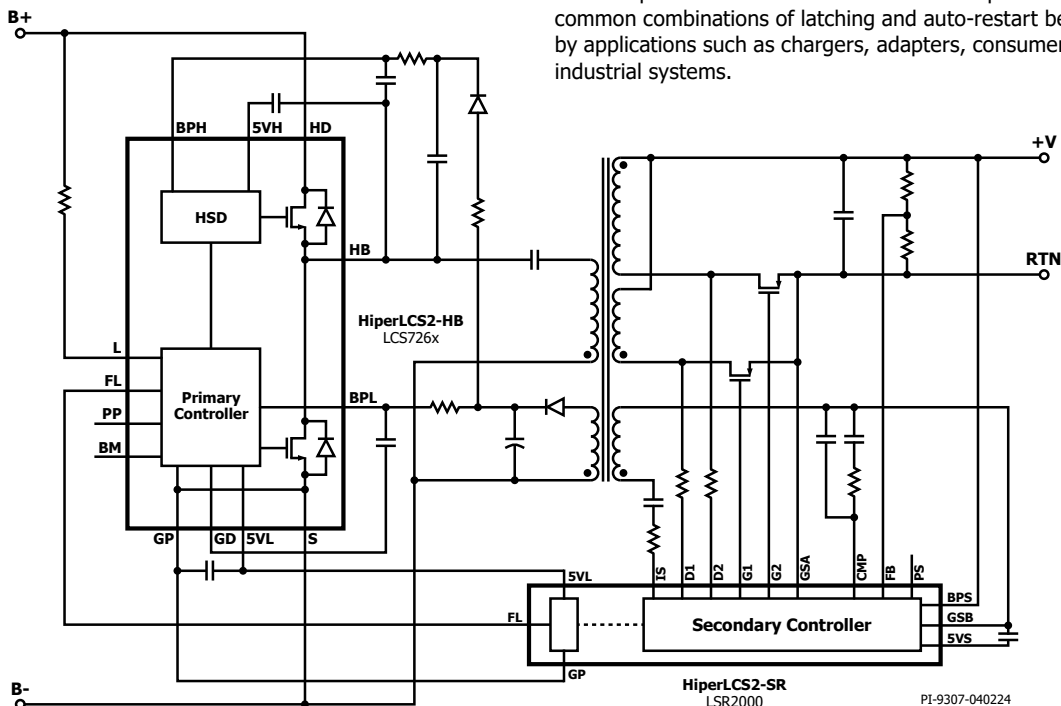 common combinations of latching and auto-restart be
by applications such as chargers, adapters, consumer
industrial systems.
B+
BPH 5VH HD
+V
HSD
HB
RTN
HiperLCS2-HB
LCS726x
L
FL
Primary
Controller
BPL
PP
BM
GP GD 5VL S
IS D1 D2 G1 G2 GSA CMP FB PS
5VL
BPS
FL
Secondary Controller
GSB
5VS
GP
B-
HiperLCS2-SR
LSR2000
PI-9307-040224